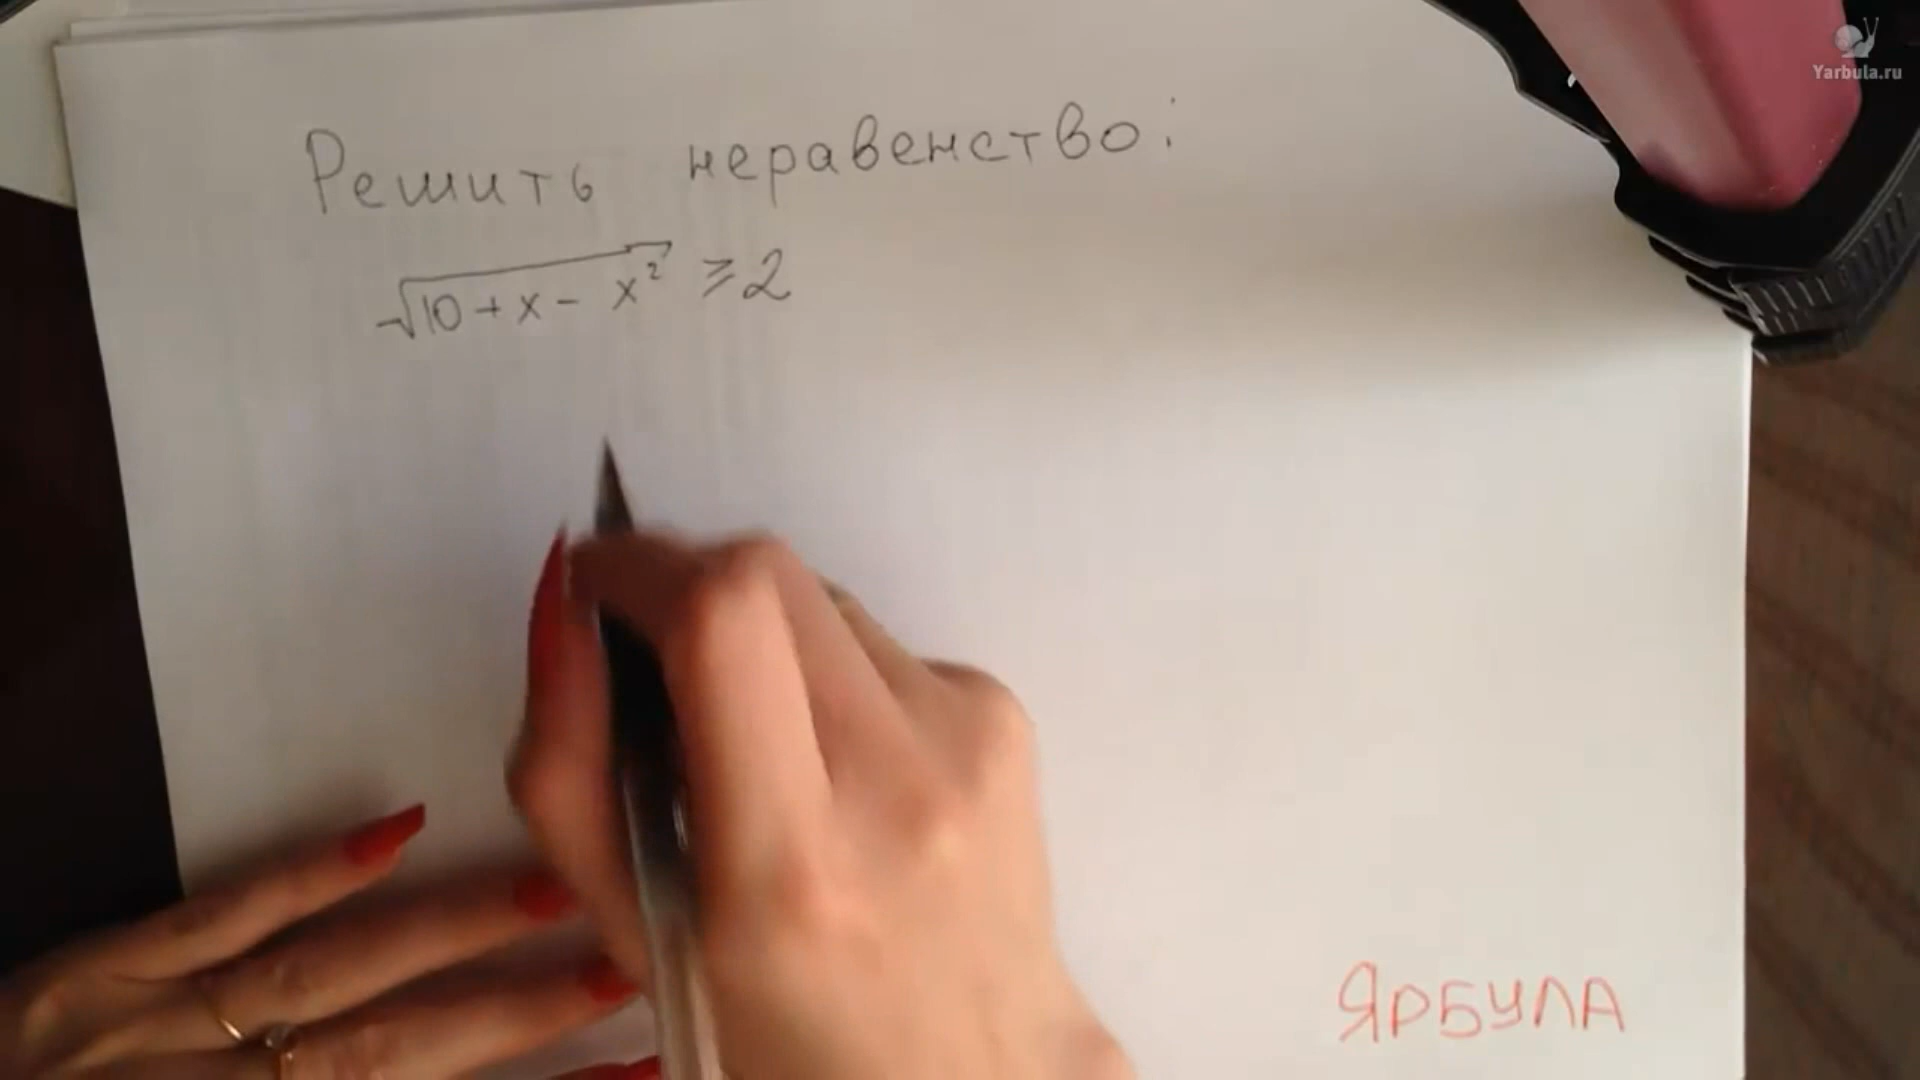 Yarbula.ru
Решить неравенство:
√10+x-x² ≥2
ЯРБУЛА